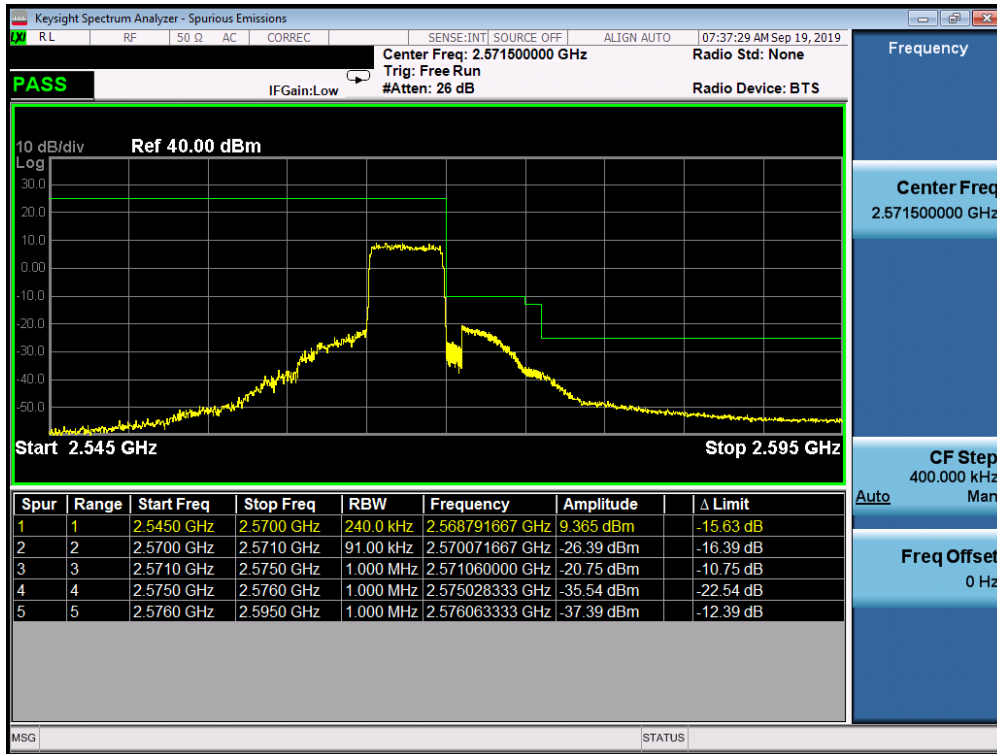 Keysight Spectrum Analyzer - Spurious Emissions
LXI RL RF 50 Ω AC CORREC SENSE:INT SOURCE OFF ALIGN AUTO 07:37:29 AM Sep 19, 2019
Frequency
Center Freq: 2.571500000 GHz Radio Std: None
Trig: Free Run
PASS IFGain:Low #Atten: 26 dB Radio Device: BTS
10 dB/div Ref 40.00 dBm
Log
30.0
20.0
10.0
0.00
-10.0
-20.0
-30.0
-40.0
-50.0
Start 2.545 GHz Stop 2.595 GHz
Spur Range Start Freq Stop Freq RBW Frequency Amplitude Δ Limit
1 1 2.5450 GHz 2.5700 GHz 240.0 kHz 2.568791667 GHz 9.365 dBm -15.63 dB
2 2 2.5700 GHz 2.5710 GHz 91.00 kHz 2.570071667 GHz -26.39 dBm -16.39 dB
3 3 2.5710 GHz 2.5750 GHz 1.000 MHz 2.571060000 GHz -20.75 dBm -10.75 dB
4 4 2.5750 GHz 2.5760 GHz 1.000 MHz 2.575028333 GHz -35.54 dBm -22.54 dB
5 5 2.5760 GHz 2.5950 GHz 1.000 MHz 2.576063333 GHz -37.39 dBm -12.39 dB
Center Freq
2.571500000 GHz
CF Step
400.000 kHz
Auto Man
Freq Offset
0 Hz
MSG STATUS